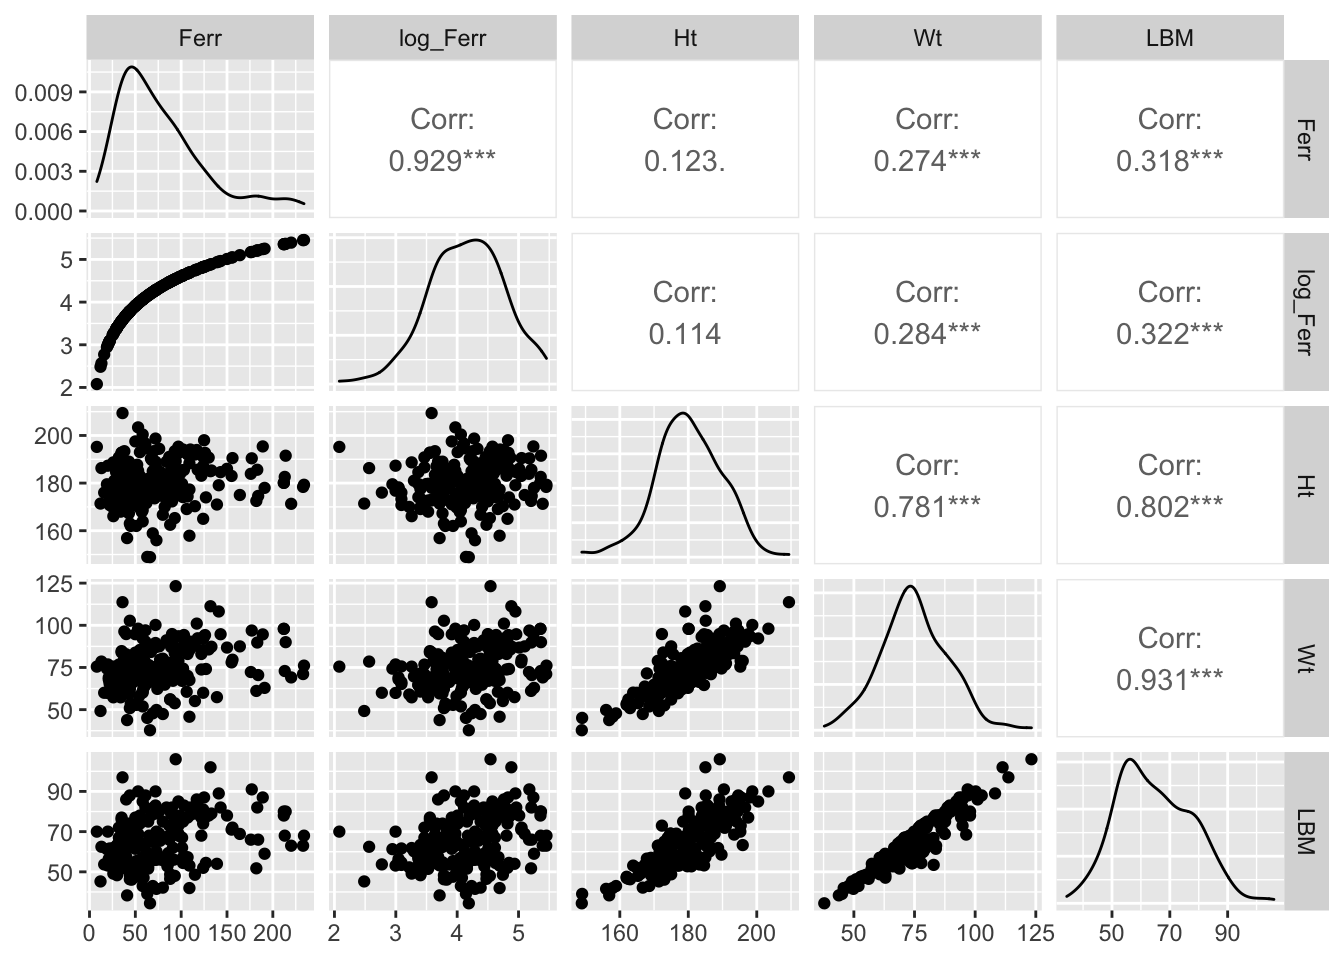 Ferr log_Ferr Ht Wt LBM
0.009
0.006
0.003
0.000
Corr:
0.929***
Corr:
0.123.
Corr:
0.274***
Corr:
0.318***
Ferr
5
4
3
2
Corr:
0.114
Corr:
0.284***
Corr:
0.322***
log_Ferr
200
180
160
Corr:
0.781***
Corr:
0.802***
Ht
125
100
75
50
Corr:
0.931***
Wt
90
70
50
LBM
0 50 100 150 200 2 3 4 5 160 180 200 50 75 100 125 50 70 90